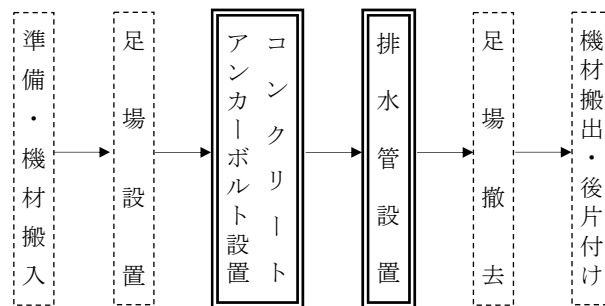 準備・機材搬入
足場設置
コンクリート
アンカーボルト設置
排水管設置
足場撤去
機材搬出・後片付け